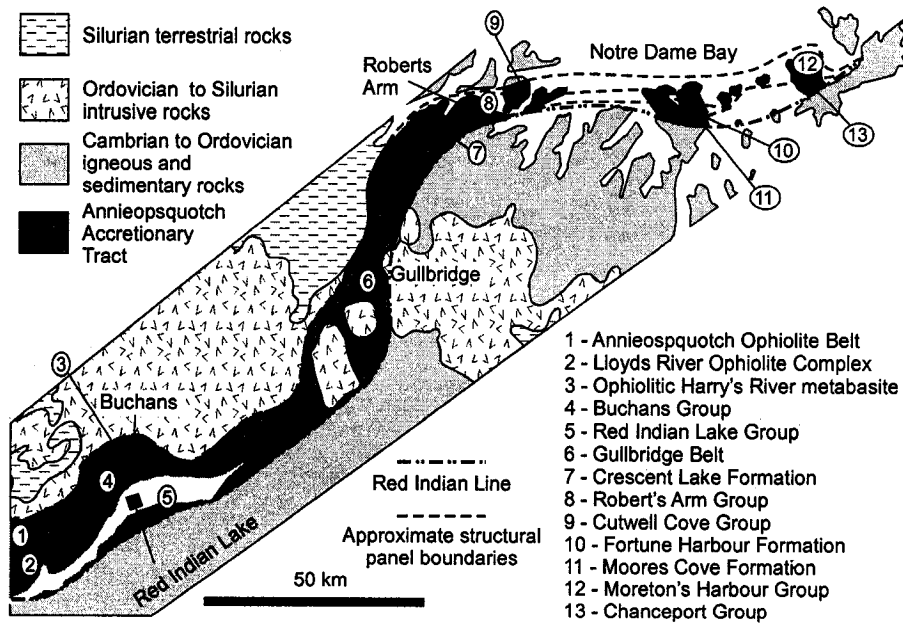 Silurian terrestrial rocks
Ordovician to Silurian
intrusive rocks
Cambrian to Ordovician
igneous and
sedimentary rocks
Annieopsquotch
Accretionary
Tract
9
Notre Dame Bay
12
Roberts
Arm
8
7
10
13
11
Gullbridge
6
3
Buchans
4
5
1
2
Red Indian Lake
50 km
Red Indian Line
Approximate structural
panel boundaries
1 - Annieospquotch Ophiolite Belt
2 - Lloyds River Ophiolite Complex
3 - Ophiolitic Harry's River metabasite
4 - Buchans Group
5 - Red Indian Lake Group
6 - Gullbridge Belt
7 - Crescent Lake Formation
8 - Robert's Arm Group
9 - Cutwell Cove Group
10 - Fortune Harbour Formation
11 - Moores Cove Formation
12 - Moreton's Harbour Group
13 - Chanceport Group